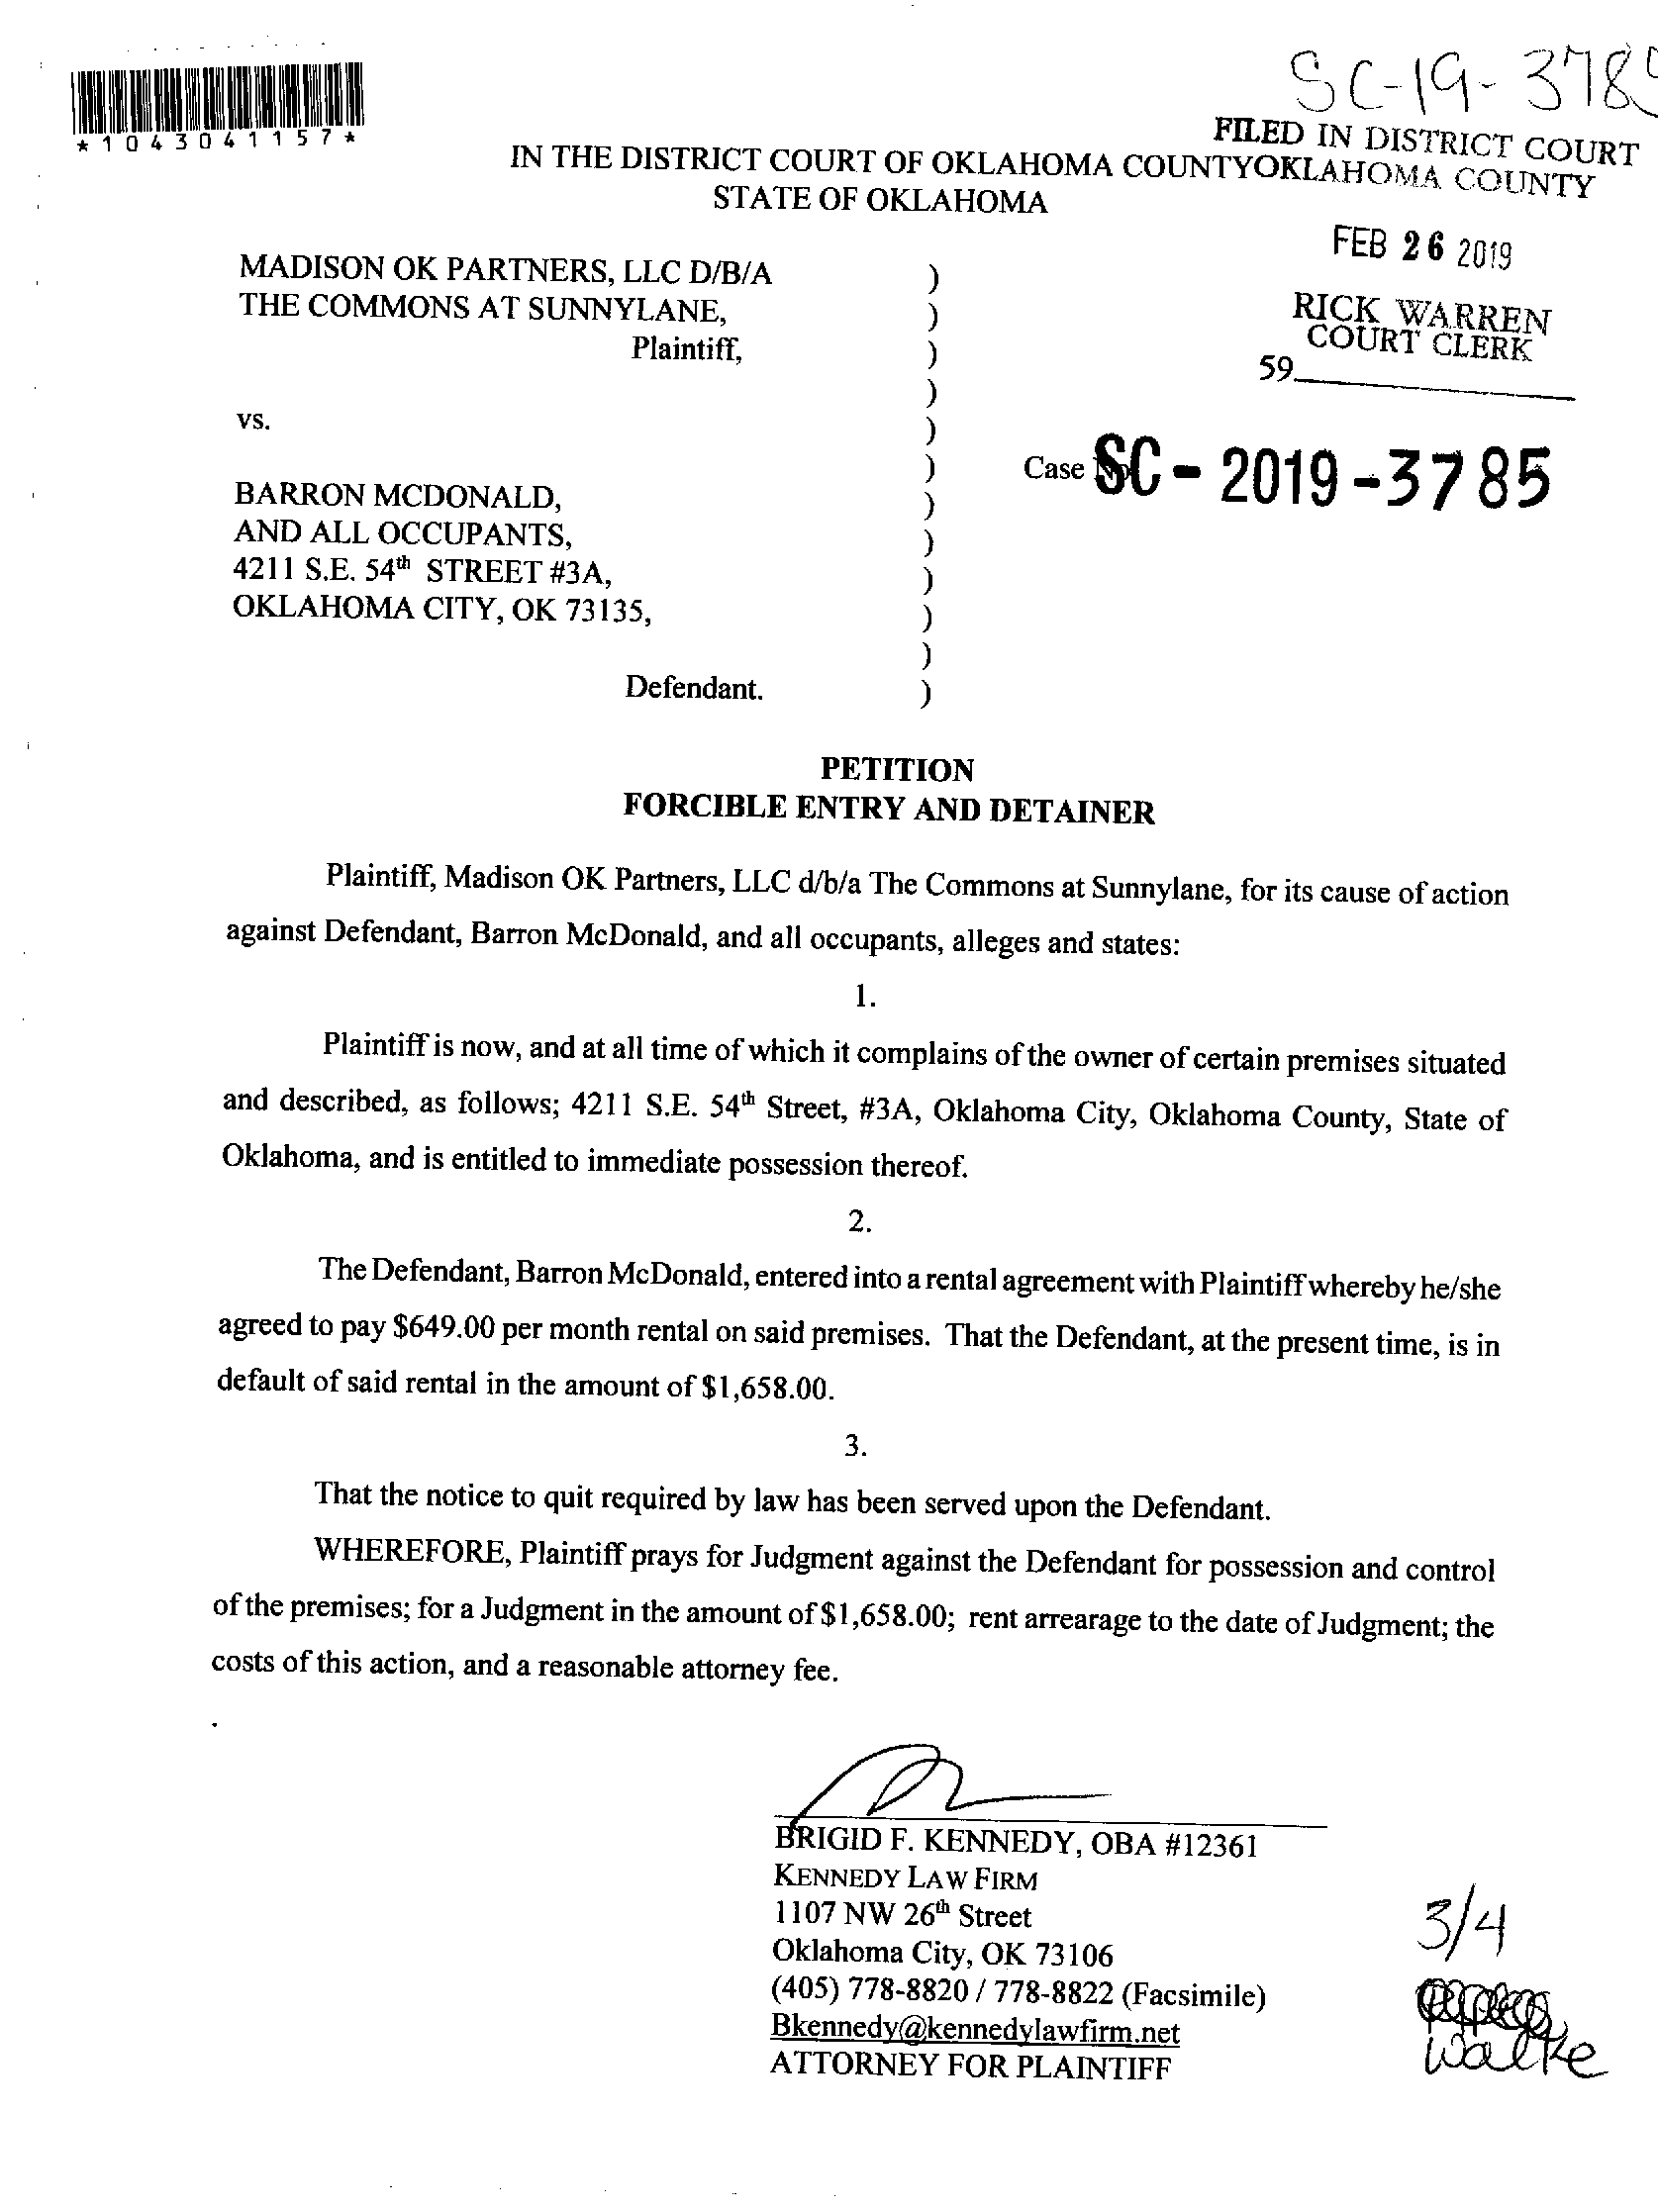 SC-19-378
*1043041157*
FILED IN DISTRICT COURT
IN THE DISTRICT COURT OF OKLAHOMA COUNTY OKLAHOMA COUNTY
STATE OF OKLAHOMA
FEB 26 2019
MADISON OK PARTNERS, LLC D/B/A )
THE COMMONS AT SUNNYLANE, )
Plaintiff, )
RICK WARREN
COURT CLERK
59
)
vs. )
) Case No SC-2019-3785
BARRON MCDONALD, )
AND ALL OCCUPANTS, )
4211 S.E. 54th STREET #3A, )
OKLAHOMA CITY, OK 73135, )
)
Defendant. )
PETITION
FORCIBLE ENTRY AND DETAINER
Plaintiff, Madison OK Partners, LLC d/b/a The Commons at Sunnylane, for its cause of action
against Defendant, Barron McDonald, and all occupants, alleges and states:
1.
Plaintiff is now, and at all time of which it complains of the owner of certain premises situated
and described, as follows; 4211 S.E. 54th Street, #3A, Oklahoma City, Oklahoma County, State of
Oklahoma, and is entitled to immediate possession thereof.
2.
The Defendant, Barron McDonald, entered into a rental agreement with Plaintiff whereby he/she
agreed to pay $649.00 per month rental on said premises. That the Defendant, at the present time, is in
default of said rental in the amount of $1,658.00.
3.
That the notice to quit required by law has been served upon the Defendant.
WHEREFORE, Plaintiff prays for Judgment against the Defendant for possession and control
of the premises; for a Judgment in the amount of $1,658.00; rent arrearage to the date of Judgment; the
costs of this action, and a reasonable attorney fee.
BRIGID F. KENNEDY, OBA #12361
KENNEDY LAW FIRM
1107 NW 26th Street
Oklahoma City, OK 73106
(405) 778-8820 / 778-8822 (Facsimile)
Bkennedy@kennedylawfirm.net
ATTORNEY FOR PLAINTIFF
3/4
Walke